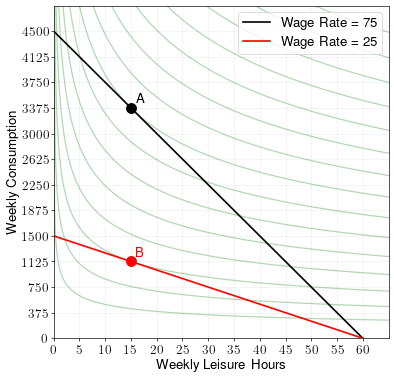 Wage Rate = 75
Wage Rate = 25
A
B
Weekly Consumption
4500
4125
3750
3375
3000
2625
2250
1875
1500
1125
750
375
0
0 5 10 15 20 25 30 35 40 45 50 55 60
Weekly Leisure Hours